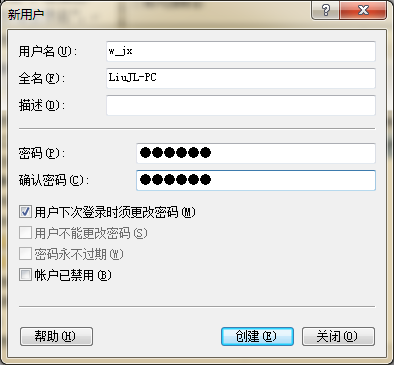 新用户
用户名(U): w_jx
全名(F): LiuJL-PC
描述(D):
密码(P): ●●●●●●
确认密码(C): ●●●●●●
用户下次登录时须更改密码(M)
用户不能更改密码(S)
密码永不过期(W)
帐户已禁用(B)
帮助(H) 创建(E) 关闭(O)